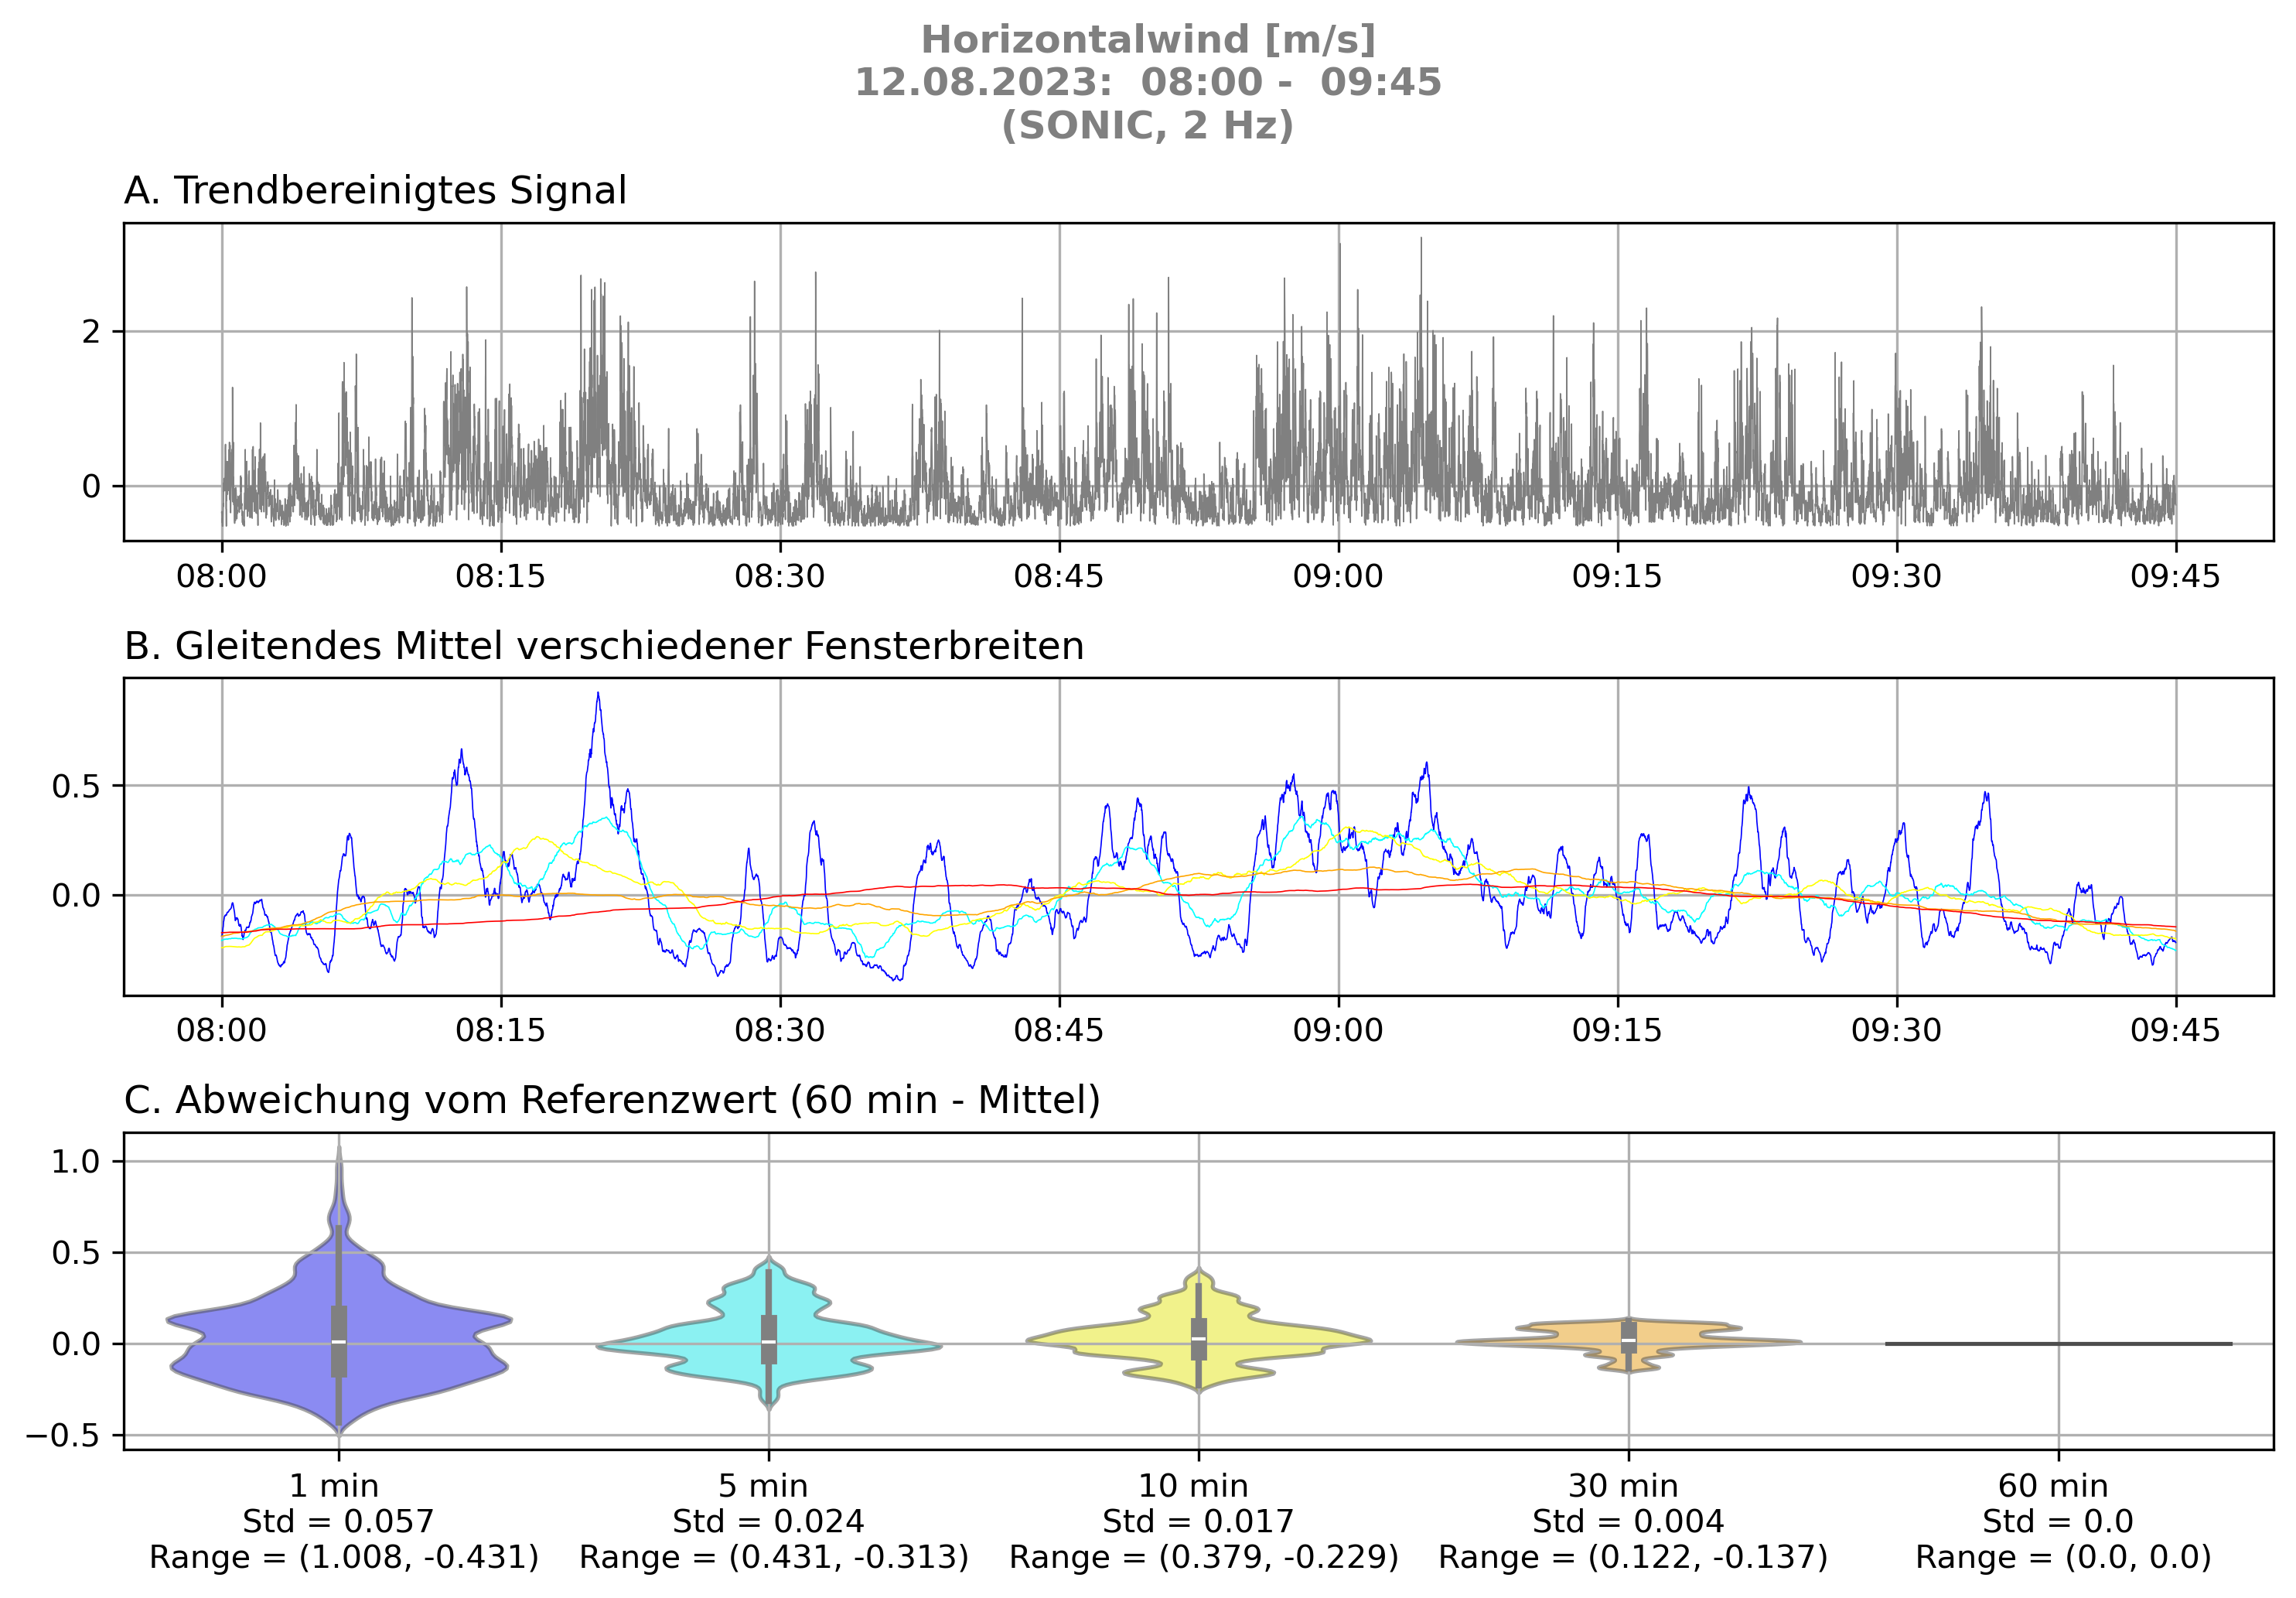 Horizontalwind [m/s]
12.08.2023:  08:00 -  09:45
(SONIC, 2 Hz)
A. Trendbereinigtes Signal
2
0
08:00 08:15 08:30 08:45 09:00 09:15 09:30 09:45
B. Gleitendes Mittel verschiedener Fensterbreiten
0.5
0.0
08:00 08:15 08:30 08:45 09:00 09:15 09:30 09:45
C. Abweichung vom Referenzwert (60 min - Mittel)
1.0
0.5
0.0
−0.5
1 min 5 min 10 min 30 min 60 min
Std = 0.057 Std = 0.024 Std = 0.017 Std = 0.004 Std = 0.0
Range = (1.008, -0.431) Range = (0.431, -0.313) Range = (0.379, -0.229) Range = (0.122, -0.137) Range = (0.0, 0.0)